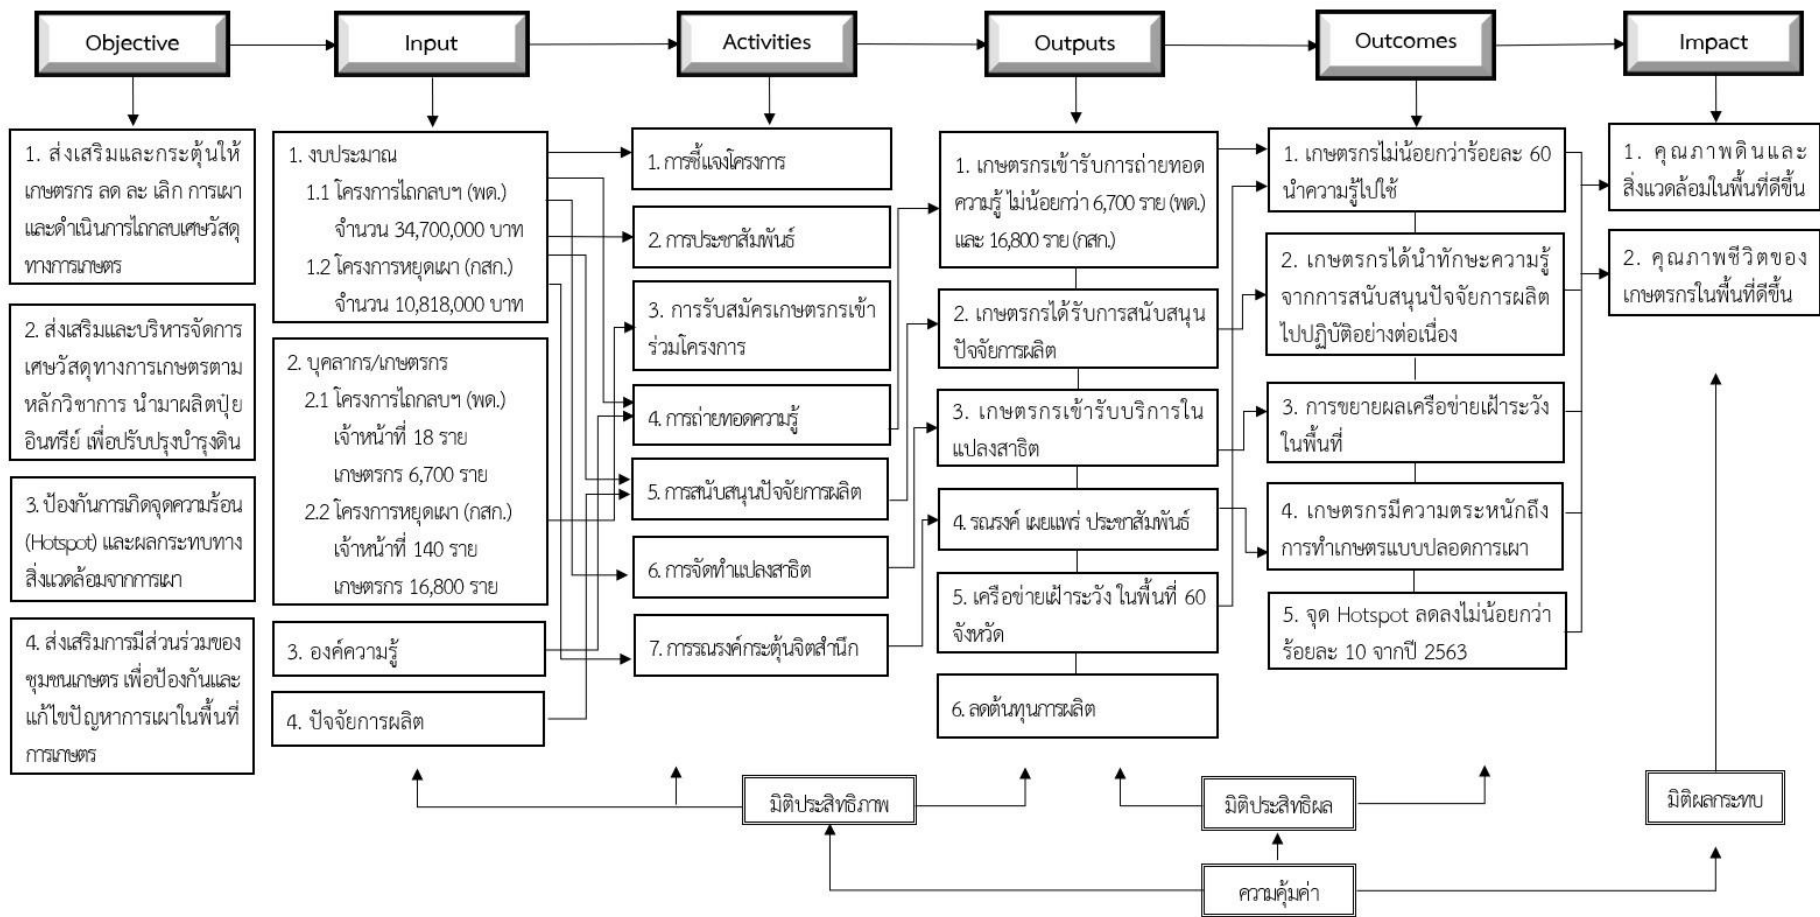 Objective
Input
Activities
Outputs
Outcomes
Impact
1. ส่งเสริมและกระตุ้นให้
เกษตรกร ลด ละ เลิก การเผา
และดำเนินการไถกลบเศษวัสดุ
ทางการเกษตร
2. ส่งเสริมและบริหารจัดการ
เศษวัสดุทางการเกษตรตาม
หลักวิชาการ นำมาผลิตปุ๋ย
อินทรีย์ เพื่อปรับปรุงบำรุงดิน
3. ป้องกันการเกิดจุดความร้อน
(Hotspot) และผลกระทบทาง
สิ่งแวดล้อมจากการเผา
4. ส่งเสริมการมีส่วนร่วมของ
ชุมชนเกษตร เพื่อป้องกันและ
แก้ไขปัญหาการเผาในพื้นที่
การเกษตร
1. งบประมาณ
1.1 โครงการไถกลบฯ (พด.)
จำนวน 34,700,000 บาท
1.2 โครงการหยุดเผา (กสก.)
จำนวน 10,818,000 บาท
2. บุคลากร/เกษตรกร
2.1 โครงการไถกลบฯ (พด.)
เจ้าหน้าที่ 18 ราย
เกษตรกร 6,700 ราย
2.2 โครงการหยุดเผา (กสก.)
เจ้าหน้าที่ 140 ราย
เกษตรกร 16,800 ราย
3. องค์ความรู้
4. ปัจจัยการผลิต
1. การชี้แจงโครงการ
2. การประชาสัมพันธ์
3. การรับสมัครเกษตรกรเข้า
ร่วมโครงการ
4. การถ่ายทอดความรู้
5. การสนับสนุนปัจจัยการผลิต
6. การจัดทำแปลงสาธิต
7. การรณรงค์กระตุ้นจิตสำนึก
1. เกษตรกรเข้ารับการถ่ายทอด
ความรู้ ไม่น้อยกว่า 6,700 ราย (พด.)
และ 16,800 ราย (กสก.)
2. เกษตรกรได้รับการสนับสนุน
ปัจจัยการผลิต
3. เกษตรกรเข้ารับบริการใน
แปลงสาธิต
4. รณรงค์ เผยแพร่ ประชาสัมพันธ์
5. เครือข่ายเฝ้าระวัง ในพื้นที่ 60
จังหวัด
6. ลดต้นทุนการผลิต
1. เกษตรกรไม่น้อยกว่าร้อยละ 60
นำความรู้ไปใช้
2. เกษตรกรได้นำทักษะความรู้
จากการสนับสนุนปัจจัยการผลิต
ไปปฏิบัติอย่างต่อเนื่อง
3. การขยายผลเครือข่ายเฝ้าระวัง
ในพื้นที่
4. เกษตรกรมีความตระหนักถึง
การทำเกษตรแบบปลอดการเผา
5. จุด Hotspot ลดลงไม่น้อยกว่า
ร้อยละ 10 จากปี 2563
1. คุณภาพดินและ
สิ่งแวดล้อมในพื้นที่ดีขึ้น
2. คุณภาพชีวิตของ
เกษตรกรในพื้นที่ดีขึ้น
มิติประสิทธิภาพ
มิติประสิทธิผล
มิติผลกระทบ
ความคุ้มค่า